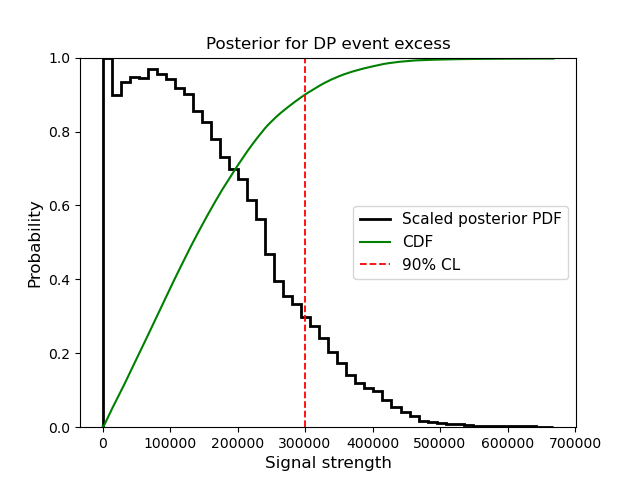 Posterior for DP event excess
1.0
0.8
0.6
0.4
0.2
0.0
Probability
Scaled posterior PDF
CDF
90% CL
0 100000 200000 300000 400000 500000 600000 700000
Signal strength